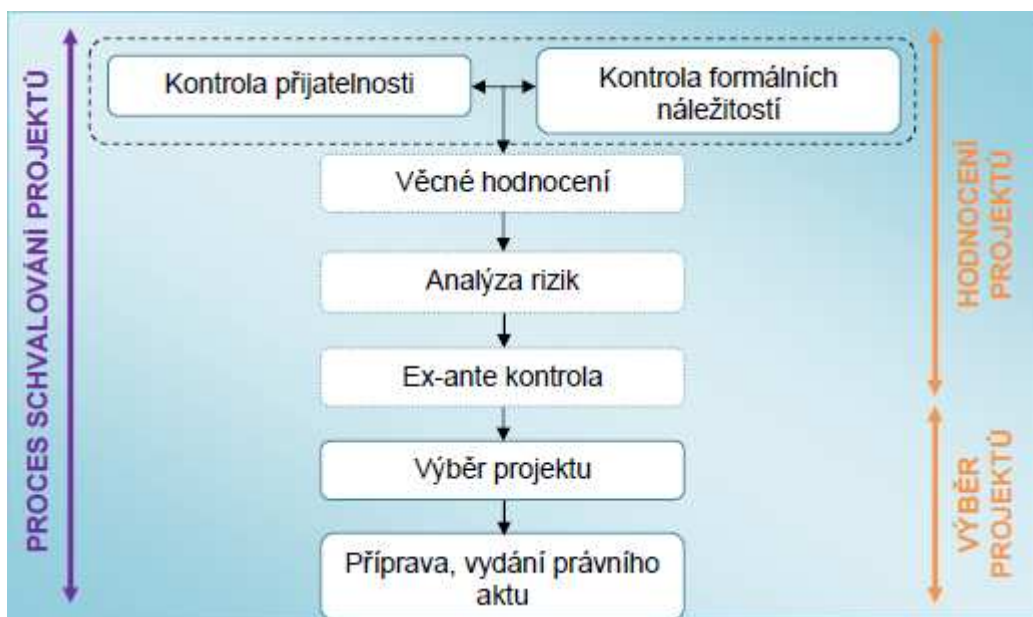 PROCES SCHVALOVÁNÍ PROJEKTŮ
Kontrola přijatelnosti
Kontrola formálních
náležitostí
Věcné hodnocení
Analýza rizik
Ex-ante kontrola
Výběr projektu
Příprava, vydání právního
aktu
HODNOCENÍ
PROJEKTŮ
VÝBĚR
PROJEKTŮ